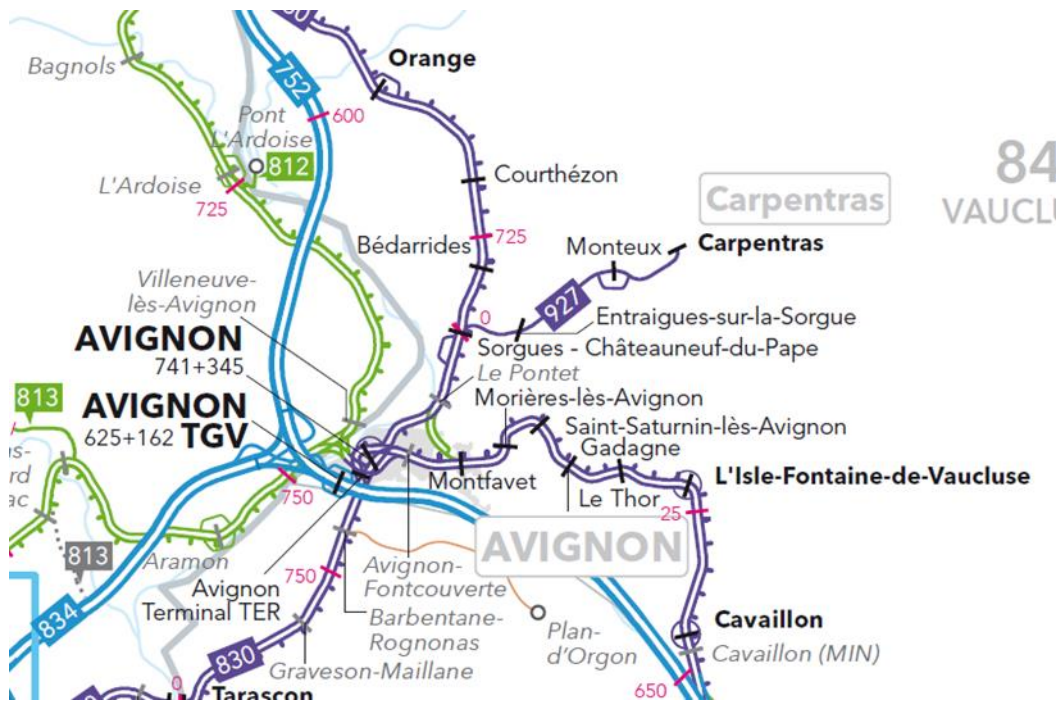 Orange
Bagnols
752
Pont
L'Ardoise
600
812
L'Ardoise
725
Courthézon
84
VAUCLU
Carpentras
725
Bédarrides
Monteux
Carpentras
Villeneuve-
lès-Avignon
927
0
Entraigues-sur-la-Sorgue
AVIGNON
741+345
Sorgues - Châteauneuf-du-Pape
Le Pontet
813
AVIGNON
625+162 TGV
Morières-lès-Avignon
Saint-Saturnin-lès-Avignon
Gadagne
Montfavet
750
Le Thor
L'Isle-Fontaine-de-Vaucluse
25
AVIGNON
813
Aramon
Avignon
Terminal TER
750
Avignon-
Fontcouverte
Barbentane-
Rognonas
Plan-
d'Orgon
Cavaillon
Cavaillon (MIN)
834
830
Graveson-Maillane
650
0
Tarascon